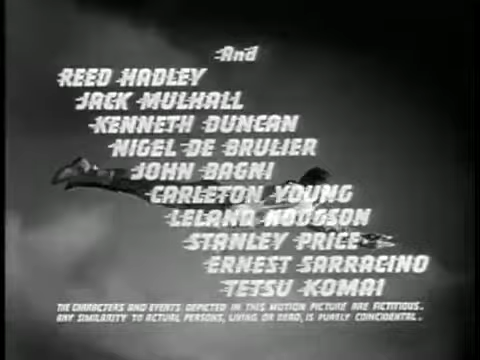 And
REED HADLEY
JACK MULHALL
KENNETH DUNCAN
NIGEL DE BRULIER
JOHN BAGNI
CARLETON YOUNG
LELAND HODGSON
STANLEY PRICE
ERNEST SARRACINO
TETSU KOMAI
THE CHARACTERS AND EVENTS DEPICTED IN THIS MOTION PICTURE ARE FICTITIOUS.
ANY SIMILARITY TO ACTUAL PERSONS, LIVING OR DEAD, IS PURELY COINCIDENTAL.